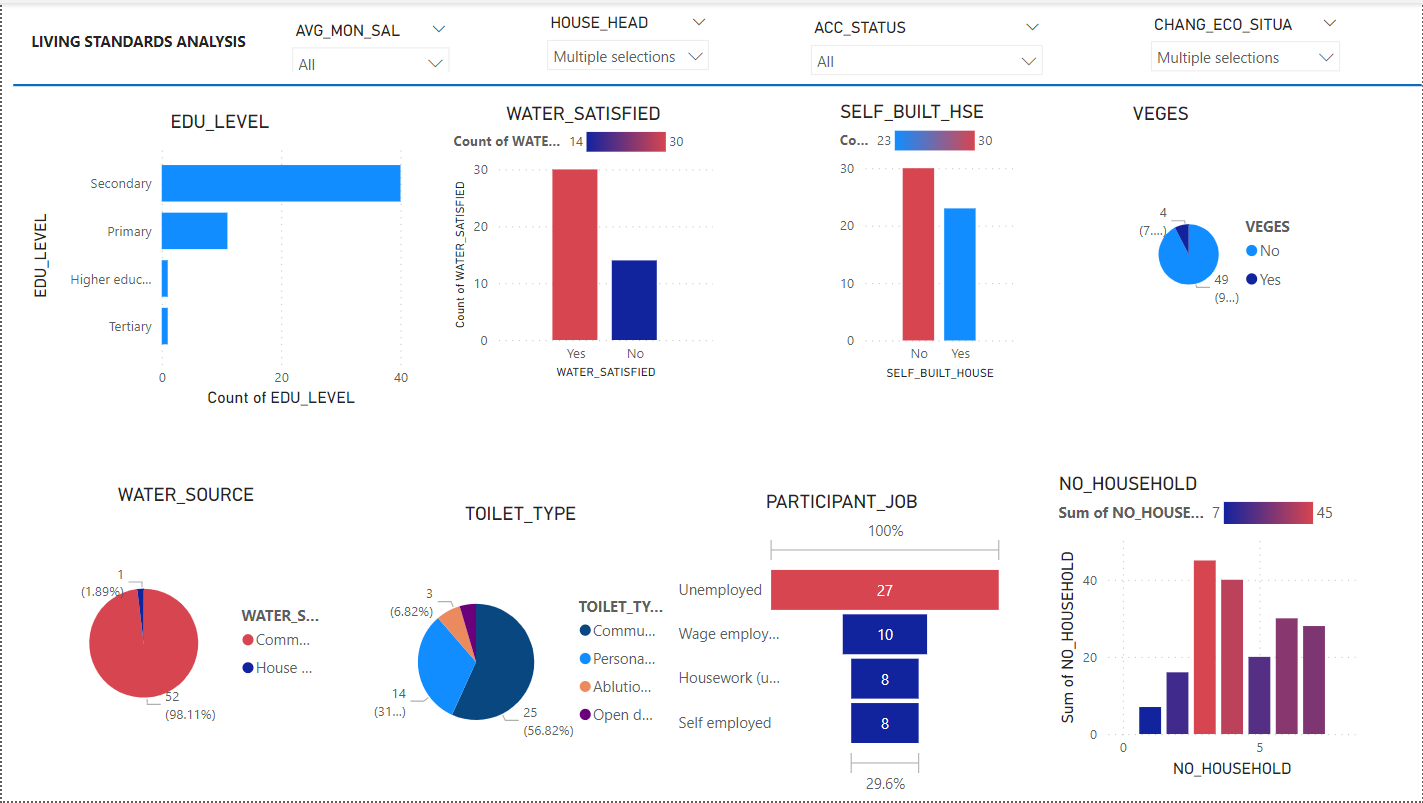 LIVING STANDARDS ANALYSIS
AVG_MON_SAL
All
HOUSE_HEAD
Multiple selections
ACC_STATUS
All
CHANG_ECO_SITUA
Multiple selections
EDU_LEVEL
EDU_LEVEL
Secondary
Primary
Higher educ...
Tertiary
0 20 40
Count of EDU_LEVEL
WATER_SATISFIED
Count of WATE... 14 30
Count of WATER_SATISFIED
30
20
10
0
Yes No
WATER_SATISFIED
SELF_BUILT_HSE
Co... 23 30
30
20
10
0
No Yes
SELF_BUILT_HOUSE
VEGES
4
(7....)
49
(9...)
VEGES
No
Yes
WATER_SOURCE
1
(1.89%)
52
(98.11%)
WATER_S...
Comm...
House ...
TOILET_TYPE
3
(6.82%)
14
(31...)
25
(56.82%)
TOILET_TY...
Commu...
Persona...
Ablutio...
Open d...
PARTICIPANT_JOB
100%
Unemployed 27
Wage employ... 10
Housework (u... 8
Self employed 8
29.6%
NO_HOUSEHOLD
Sum of NO_HOUSE... 7 45
Sum of NO_HOUSEHOLD
40
20
0
0 5
NO_HOUSEHOLD